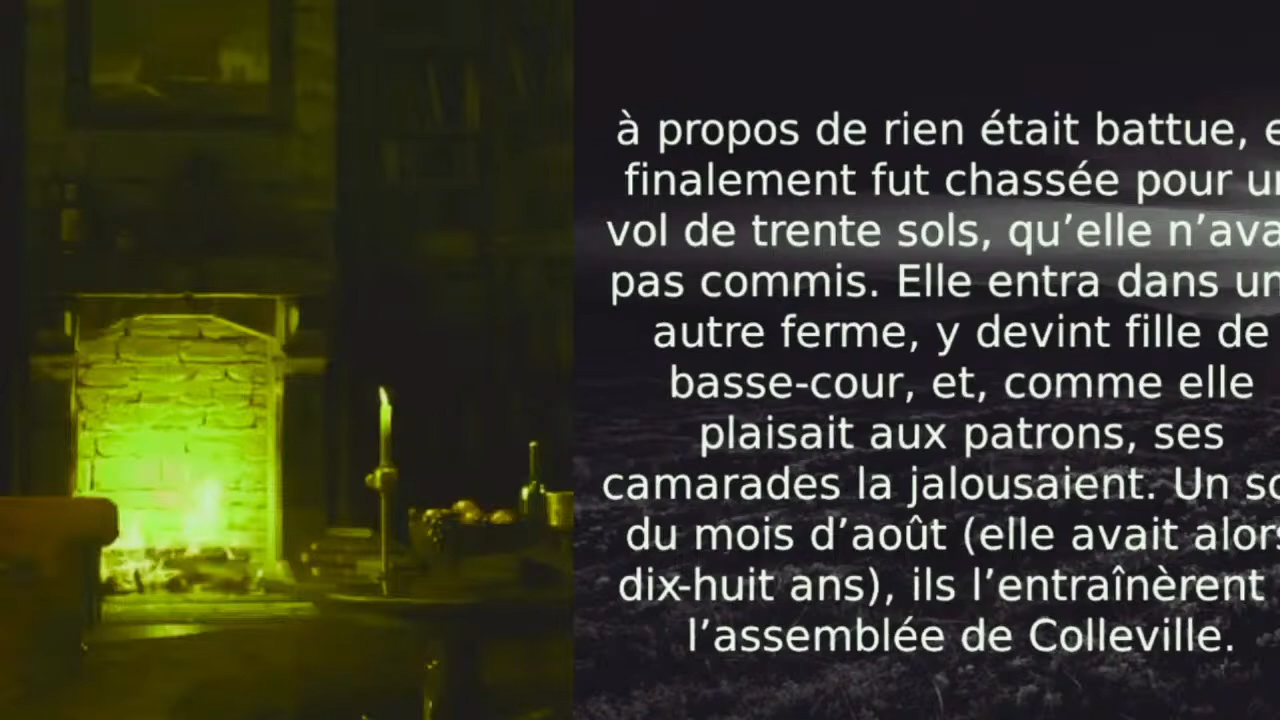 à propos de rien était battue, e
finalement fut chassée pour u
vol de trente sols, qu’elle n’ava
pas commis. Elle entra dans un
autre ferme, y devint fille de
basse-cour, et, comme elle
plaisait aux patrons, ses
camarades la jalousaient. Un so
du mois d’août (elle avait alors
dix-huit ans), ils l’entraînèrent
l’assemblée de Colleville.